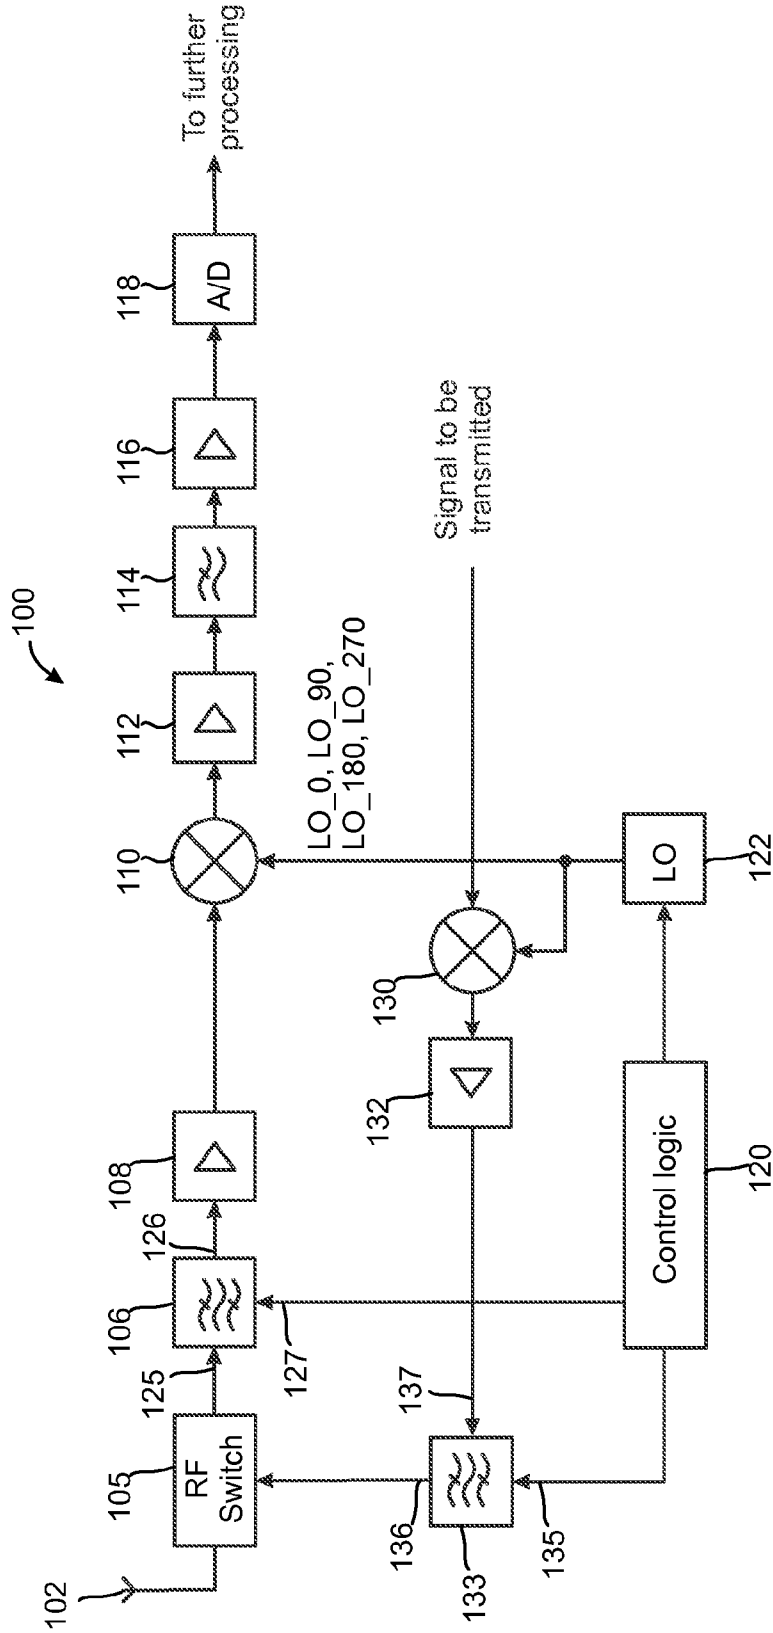 100
102
105
RF
Switch
125
106
126
108
110
112
114
116
118
A/D
To further
processing
127
LO_0, LO_90,
LO_180, LO_270
Signal to be
transmitted
136
133
137
132
130
135
Control logic
120
LO
122